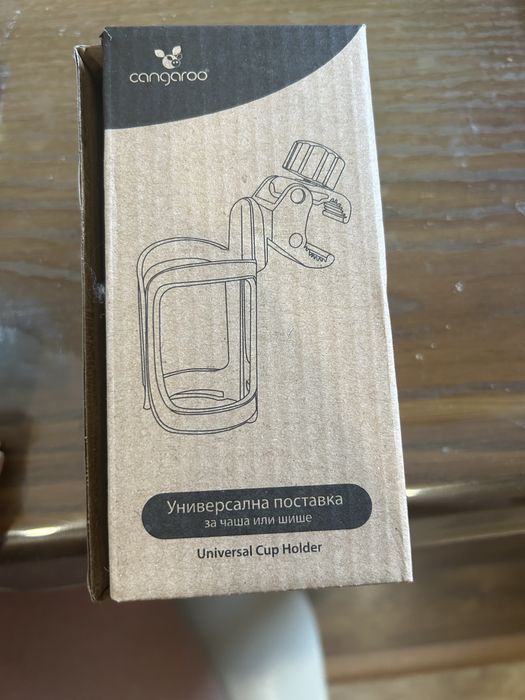 cangaroo®
Универсална поставка
за чаша или шише
Universal Cup Holder